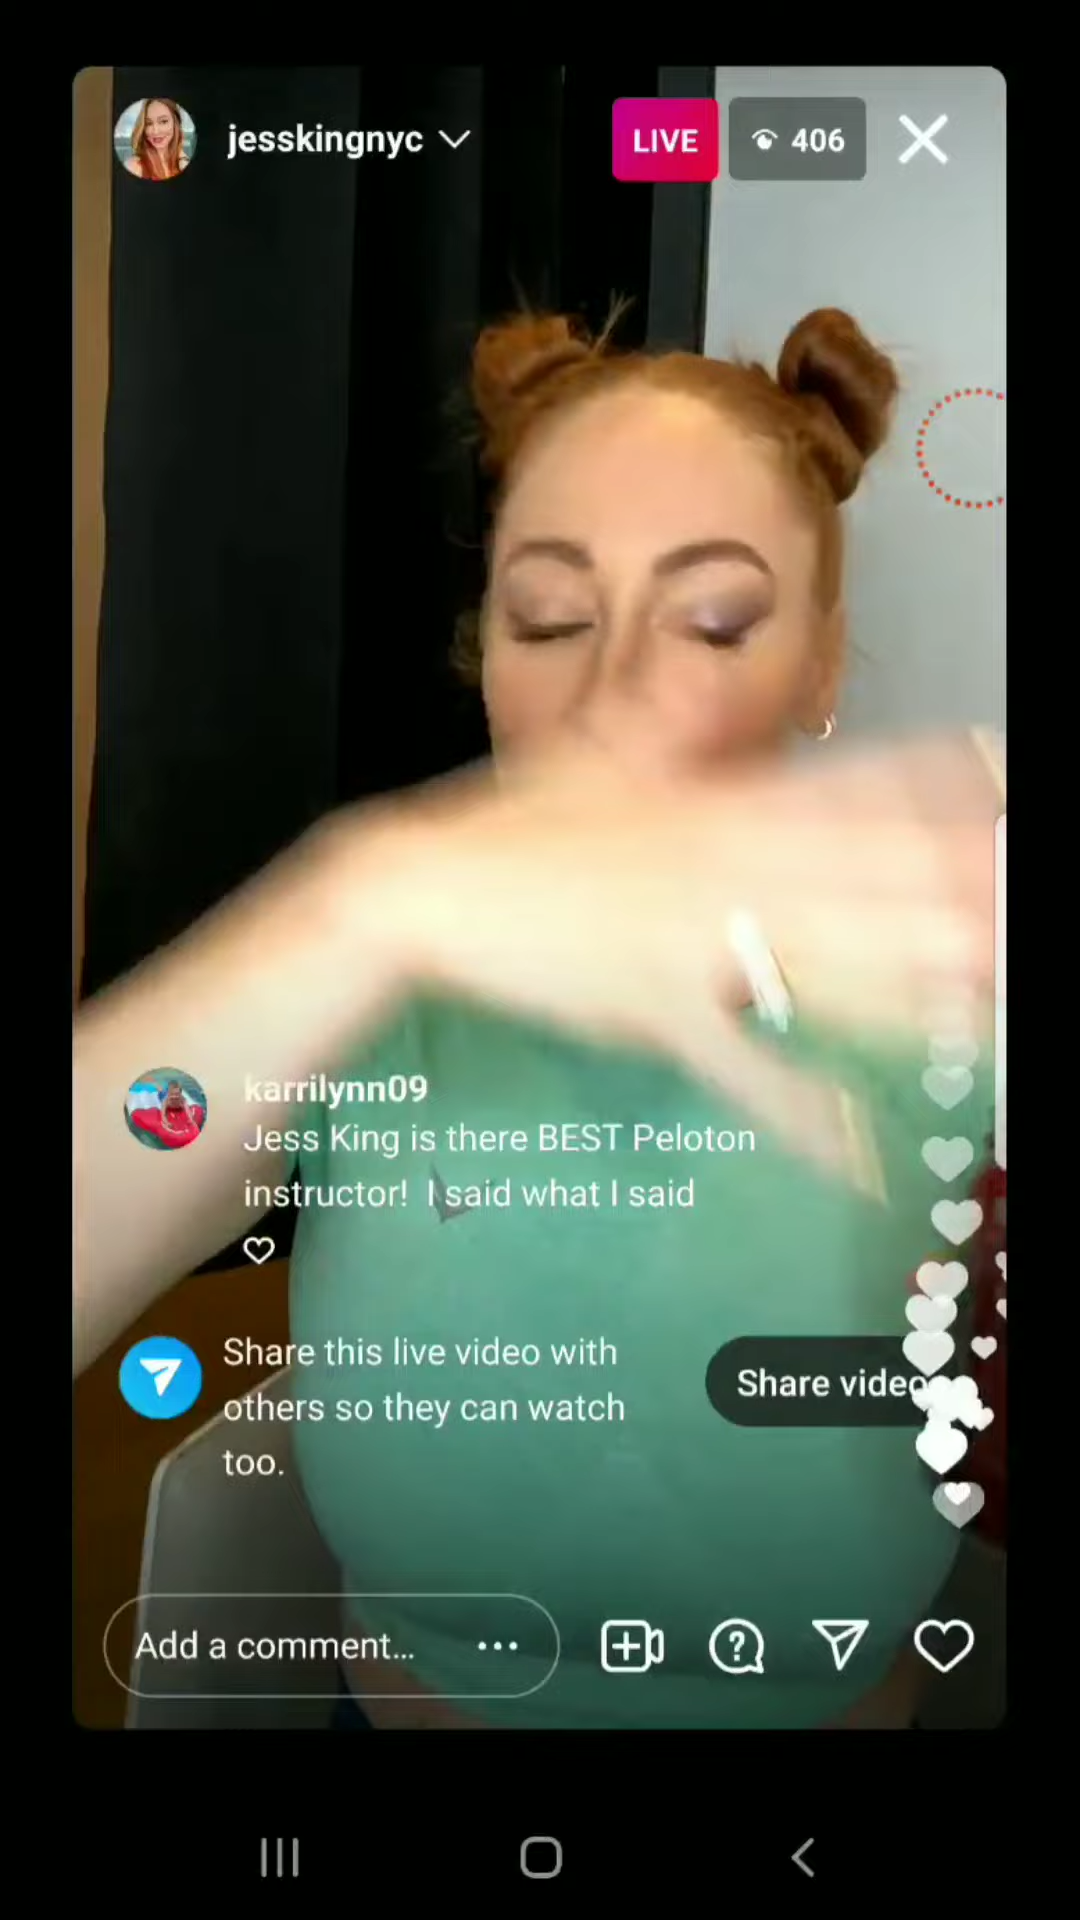 jesskingnyc
LIVE
406
karrilynn09
Jess King is there BEST Peloton
instructor! I said what I said
Share this live video with
others so they can watch
too.
Share video
Add a comment...